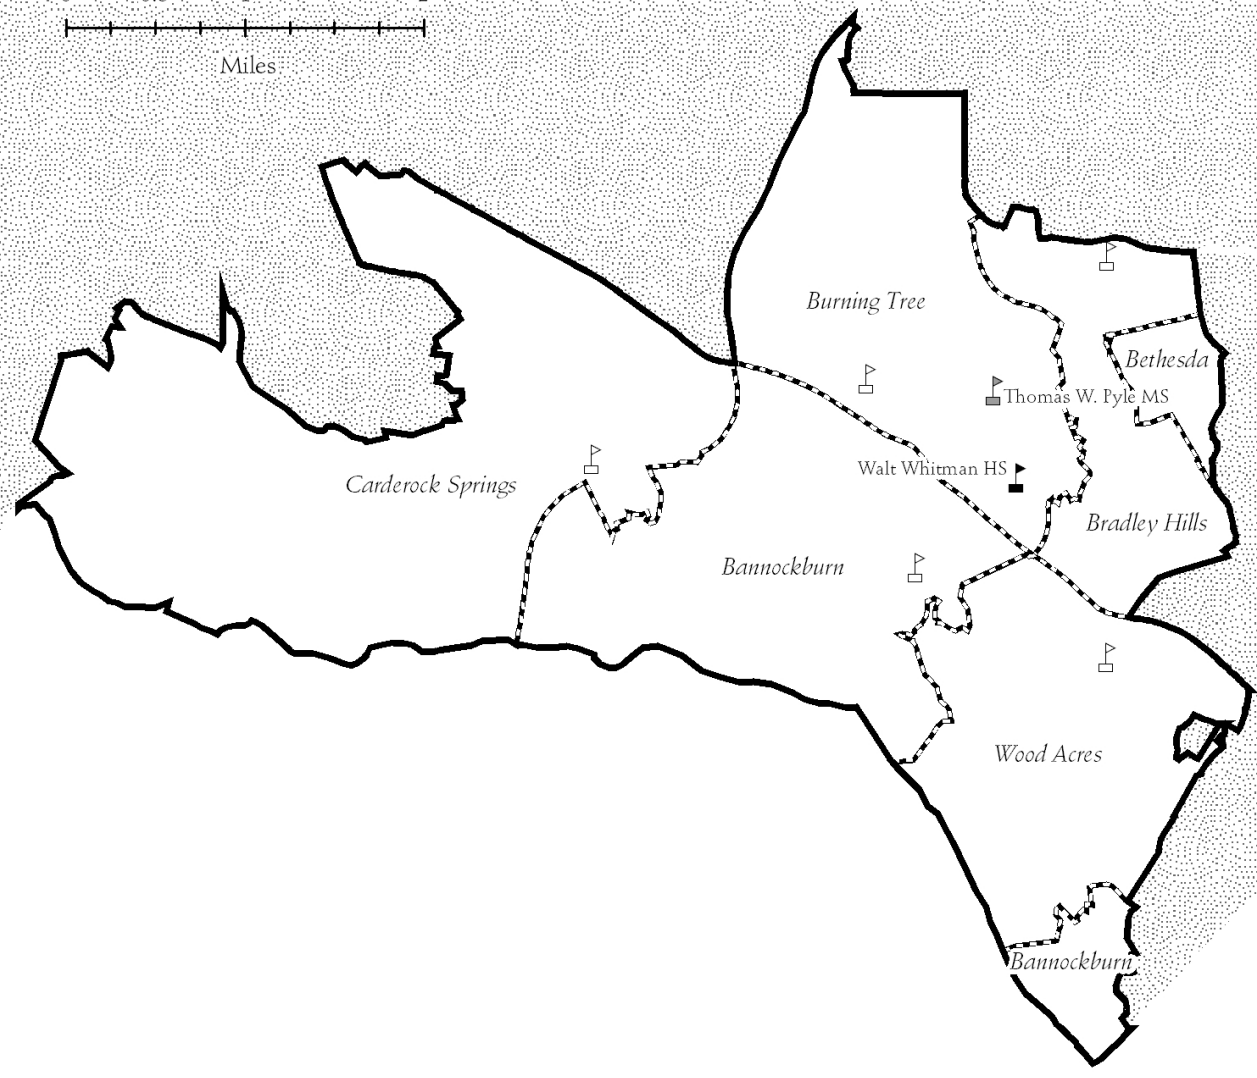 Miles
Burning Tree
Bethesda
Thomas W. Pyle MS
Walt Whitman HS
Carderock Springs
Bradley Hills
Bannockburn
Wood Acres
Bannockburn